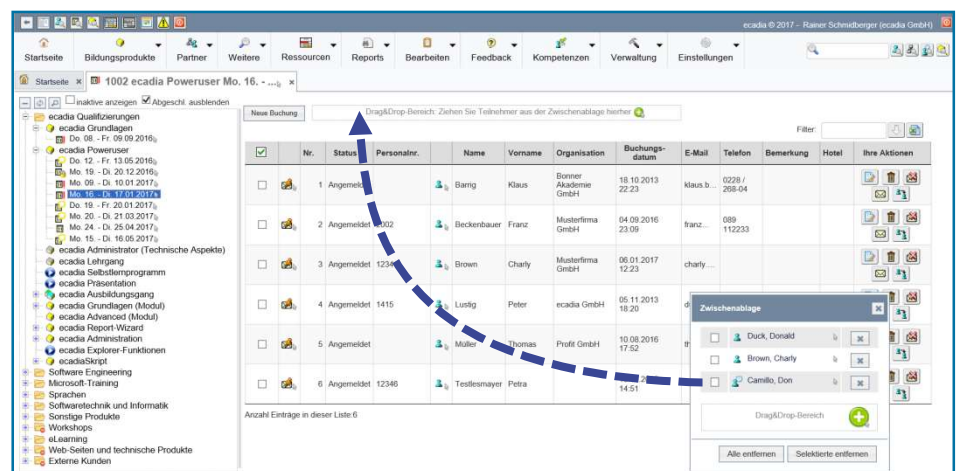 ecadia © 2017 - Rainer Schmidberger (ecadia GmbH)
Startseite Bildungsprodukte Partner Weitere Ressourcen Reports Bearbeiten Feedback Kompetenzen Verwaltung Einstellungen
Startseite 1002 ecadia Poweruser Mo. 16. - ...
inaktive anzeigen Abgeschl. ausblenden
ecadia Qualifizierungen
ecadia Grundlagen
Do. 08. - Fr. 09.09.2016
ecadia Poweruser
Do. 12. - Fr. 13.05.2016
Mo. 19. - Di. 20.12.2016
Mo. 09. - Di. 10.01.2017
Mo. 16. - Di. 17.01.2017
Do. 19. - Fr. 20.01.2017
Mo. 20. - Di. 21.03.2017
Mo. 24. - Di. 25.04.2017
Mo. 15. - Di. 16.05.2017
ecadia Administrator (Technische Aspekte)
ecadia Lehrgang
ecadia Selbstlernprogramm
ecadia Präsentation
ecadia Ausbildungsgang
ecadia Grundlagen (Modul)
ecadia Advanced (Modul)
ecadia Report-Wizard
ecadia Administration
ecadia Explorer-Funktionen
ecadiaSkript
Software Engineering
Microsoft-Training
Sprachen
Softwaretechnik und Informatik
Sonstige Produkte
Workshops
eLearning
Web-Seiten und technische Produkte
Externe Kunden
Neue Buchung Drag&Drop-Bereich: Ziehen Sie Teilnehmer aus der Zwischenablage hierher
Filter:
Nr. Status Personalnr. Name Vorname Organisation Buchungs-
datum E-Mail Telefon Bemerkung Hotel Ihre Aktionen
1 Barrig Klaus Bonner
Akademie
GmbH 18.10.2013
22:23 klaus.b... 0228 /
268-04
2 Angemeldet Beckenbauer Franz Musterfirma
GmbH 04.09.2016
23:09 franz... 089
112233
3 Angemeldet Brown Charly Musterfirma
GmbH 06.01.2017
12:23 charly....
4 Angemeldet 1415 Lustig Peter ecadia GmbH 05.11.2013
18:20
5 Angemeldet Müller Thomas Profit GmbH 10.08.2016
17:52
6 Angemeldet 12346 Testlesmayer Petra
14:51
Anzahl Einträge in dieser Liste:6
Zwischenablage
Duck, Donald
Brown, Charly
Camillo, Don
Drag&Drop-Bereich
Alle entfernen Selektierte entfernen